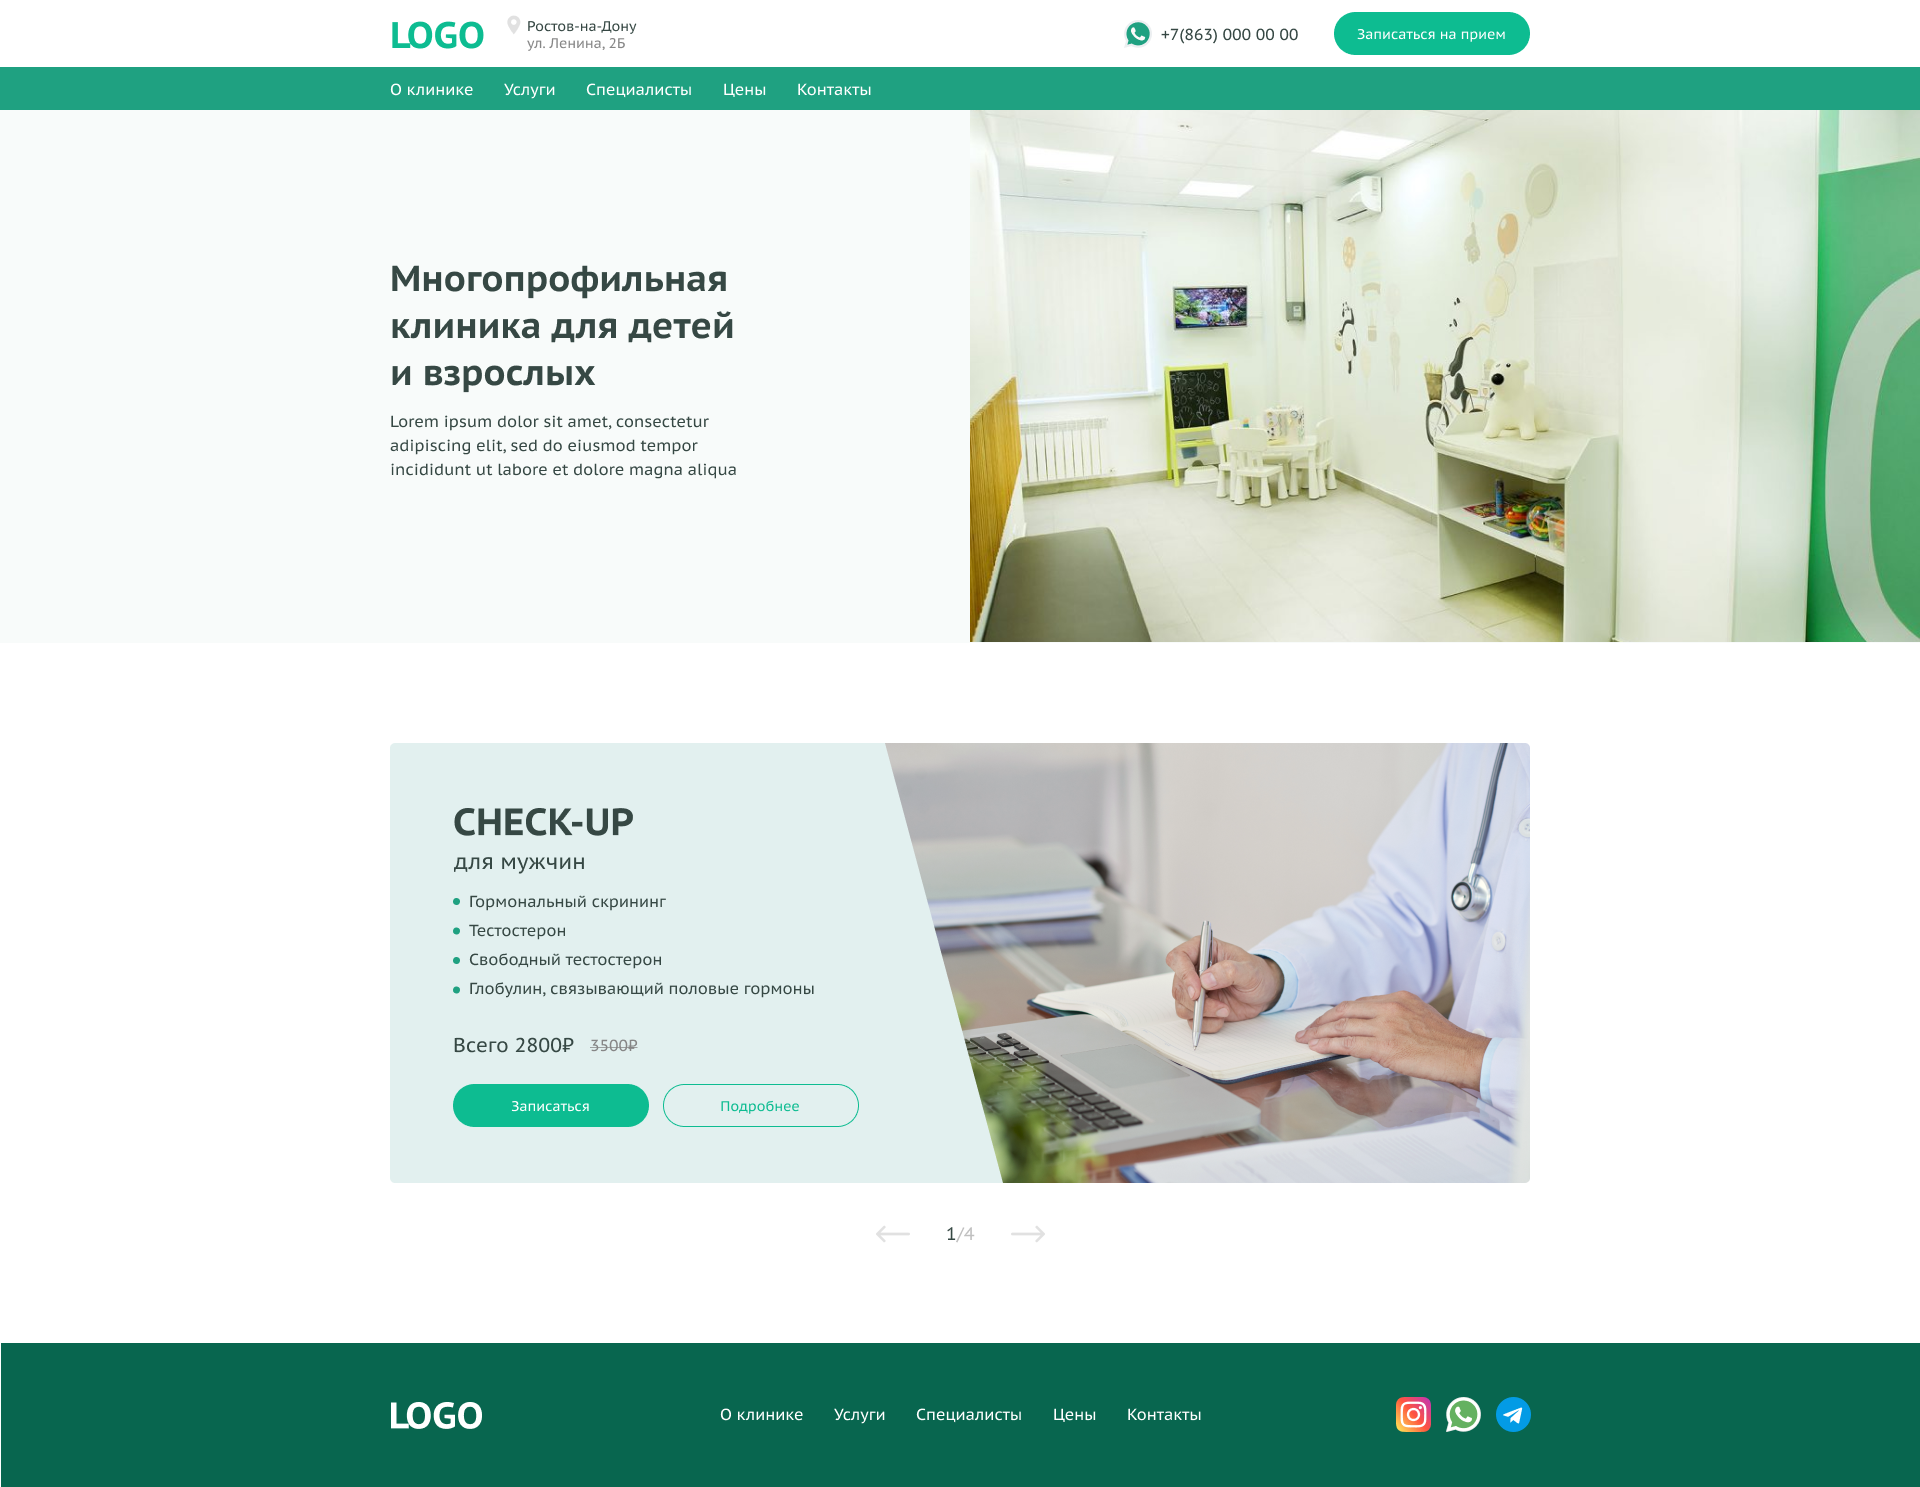 LOGO
Ростов-на-Дону
ул. Ленина, 2Б
+7(863) 000 00 00
Записаться на прием
О клинике
Услуги
Специалисты
Цены
Контакты
Многопрофильная
клиника для детей
и взрослых
Lorem ipsum dolor sit amet, consectetur
adipiscing elit, sed do eiusmod tempor
incididunt ut labore et dolore magna aliqua
CHECK-UP
для мужчин
Гормональный скрининг
Тестостерон
Свободный тестостерон
Глобулин, связывающий половые гормоны
Всего 2800₽ 3500₽
Записаться
Подробнее
1/4
LOGO
О клинике
Услуги
Специалисты
Цены
Контакты